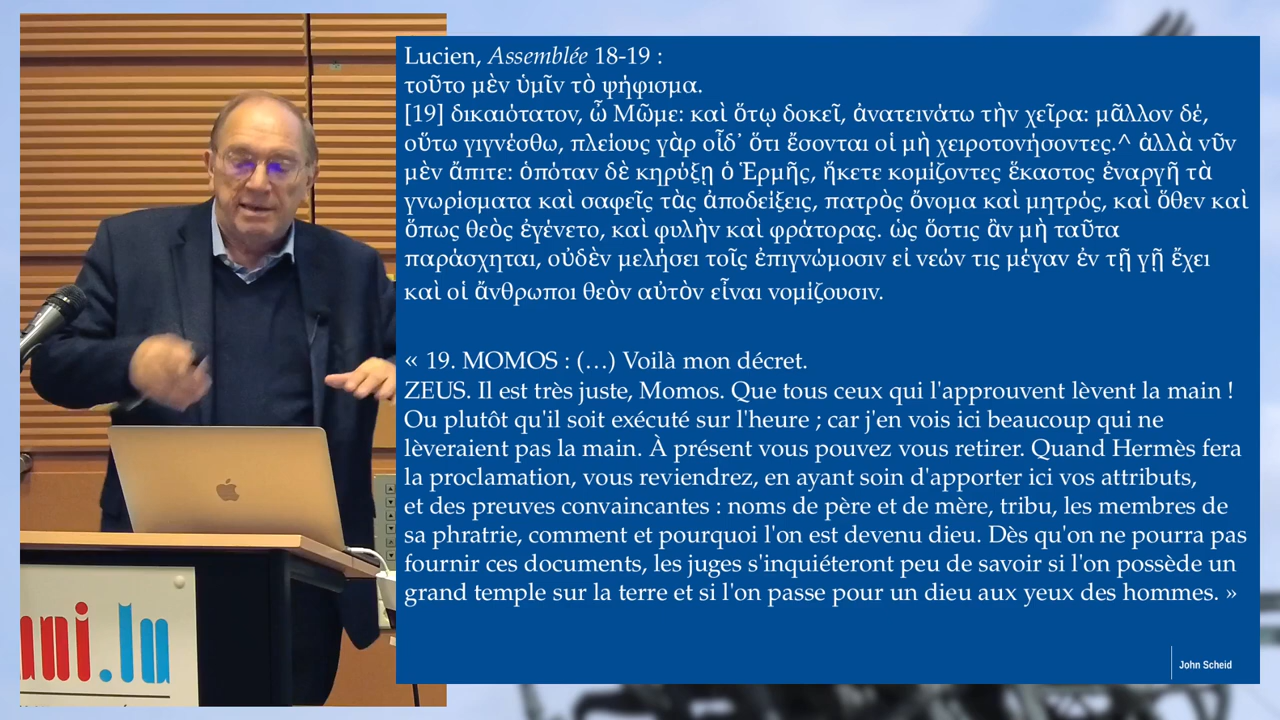 Lucien, Assemblée 18-19 :
τοῦτο μὲν ὑμῖν τὸ ψήφισμα.
[19] δικαιότατον, ὦ Μῶμε: καὶ ὅτῳ δοκεῖ, ἀνατεινάτω τὴν χεῖρα: μᾶλλον δέ,
οὕτω γιγνέσθω, πλείους γὰρ οἶδ᾽ ὅτι ἔσονται οἱ μὴ χειροτονήσοντες.^ ἀλλὰ νῦν
μὲν ἄπιτε: ὁπόταν δὲ κηρύξῃ ὁ Ἑρμῆς, ἥκετε κομίζοντες ἕκαστος ἐναργῆ τὰ
γνωρίσματα καὶ σαφεῖς τὰς ἀποδείξεις, πατρὸς ὄνομα καὶ μητρός, καὶ ὅθεν καὶ
ὅπως θεὸς ἐγένετο, καὶ φυλὴν καὶ φράτορας. ὡς ὅστις ἂν μὴ ταῦτα
παράσχηται, οὐδὲν μελήσει τοῖς ἐπιγνώμοσιν εἰ νεών τις μέγαν ἐν τῇ γῇ ἔχει
καὶ οἱ ἄνθρωποι θεὸν αὐτὸν εἶναι νομίζουσιν.
« 19. MOMOS : (…) Voilà mon décret.
ZEUS. Il est très juste, Momos. Que tous ceux qui l'approuvent lèvent la main !
Ou plutôt qu'il soit exécuté sur l'heure ; car j'en vois ici beaucoup qui ne
lèveraient pas la main. À présent vous pouvez vous retirer. Quand Hermès fera
la proclamation, vous reviendrez, en ayant soin d'apporter ici vos attributs,
et des preuves convaincantes : noms de père et de mère, tribu, les membres de
sa phratrie, comment et pourquoi l'on est devenu dieu. Dès qu'on ne pourra pas
fournir ces documents, les juges s'inquiéteront peu de savoir si l'on possède un
grand temple sur la terre et si l'on passe pour un dieu aux yeux des hommes. »
John Scheid
uni.lu